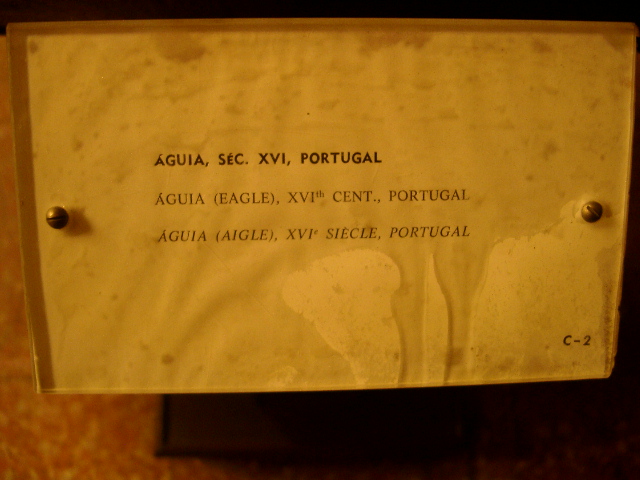 ÁGUIA, SÉC. XVI, PORTUGAL
ÁGUIA (EAGLE), XVIth CENT., PORTUGAL
ÁGUIA (AIGLE), XVIe SIÈCLE, PORTUGAL
C-2